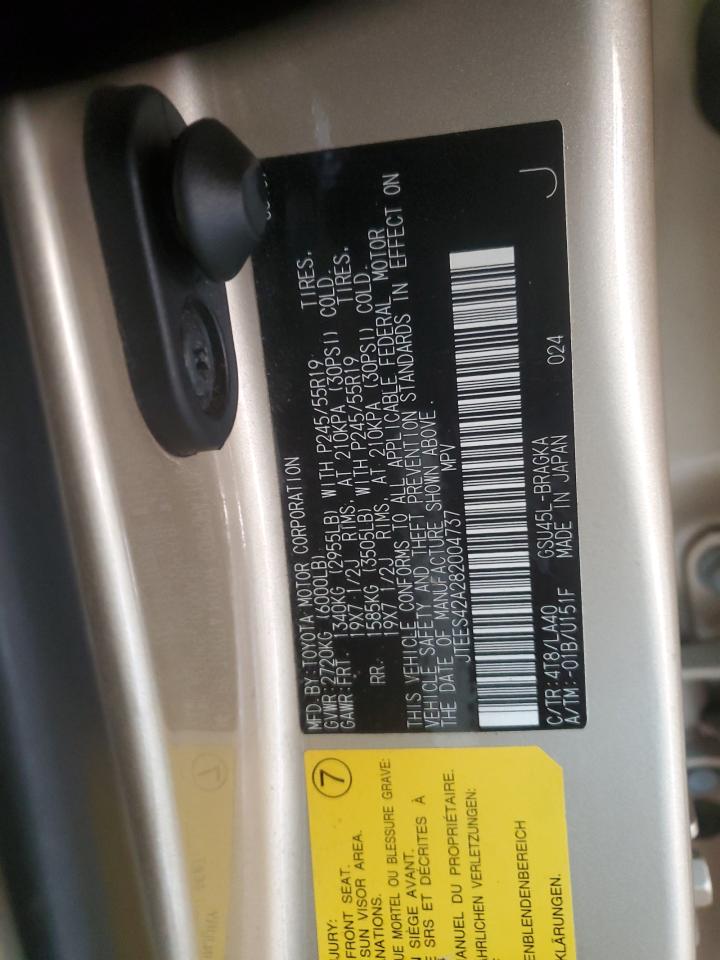 MFD. BY: TOYOTA MOTOR CORPORATION
GVWR: 2720KG (6000LB)
GAWR: FRT. 1340KG (2955LB) WITH P245/55R19 TIRES,
19X7 1/2J RIMS, AT 210KPA (30PSI) COLD.
RR. 1585KG (3505LB) WITH P245/55R19 TIRES,
19X7 1/2J RIMS, AT 210KPA (30PSI) COLD.
THIS VEHICLE CONFORMS TO ALL APPLICABLE FEDERAL MOTOR
VEHICLE SAFETY AND THEFT PREVENTION STANDARDS IN EFFECT ON
THE DATE OF MANUFACTURE SHOWN ABOVE.
JTEES42A282004737 MPV
C/TR: 4T8/LA40 GSU45L-BRAGKA
A/TM: -01B/U151F MADE IN JAPAN 024
J
7
JURY:
FRONT SEAT.
SUN VISOR AREA.
NATIONS.
QUE MORTEL OU BLESSURE GRAVE:
N SIÈGE AVANT.
E SRS ET DÉCRITES À
ANUEL DU PROPRIÉTAIRE.
ÄHRLICHEN VERLETZUNGEN:
ENBLENDENBEREICH
KLÄRUNGEN.